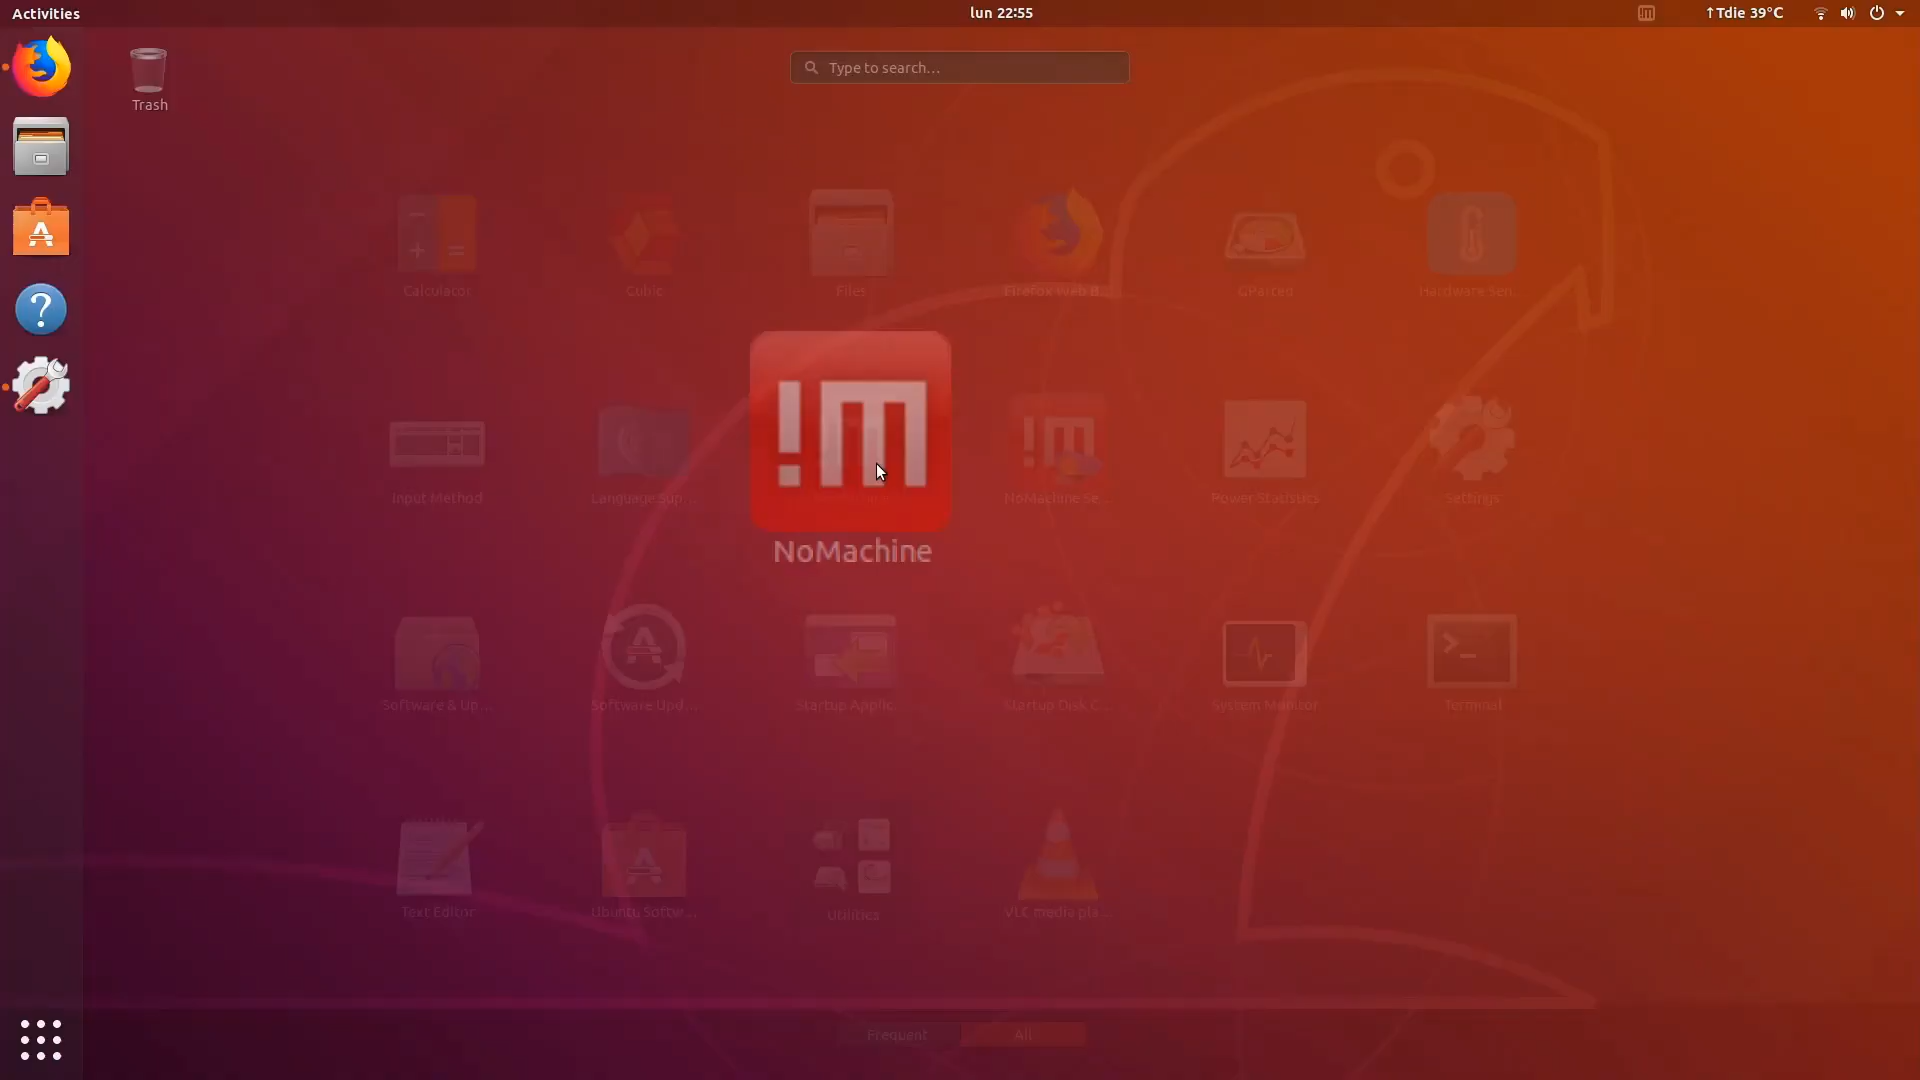 Activities
lun 22:55
↑Tdie 39°C
Type to search...
Trash
Calculator
Cubic
Files
Firefox Web B...
GParted
Hardware Sen...
!M
NoMachine
Input Method
Language Sup...
NoMachine Se...
Power Statistics
Settings
Software & Up...
Software Upd...
Startup Applic...
Startup Disk C...
System Monitor
Terminal
Text Editor
Ubuntu Softw...
Utilities
VLC media pla...
Frequent
All